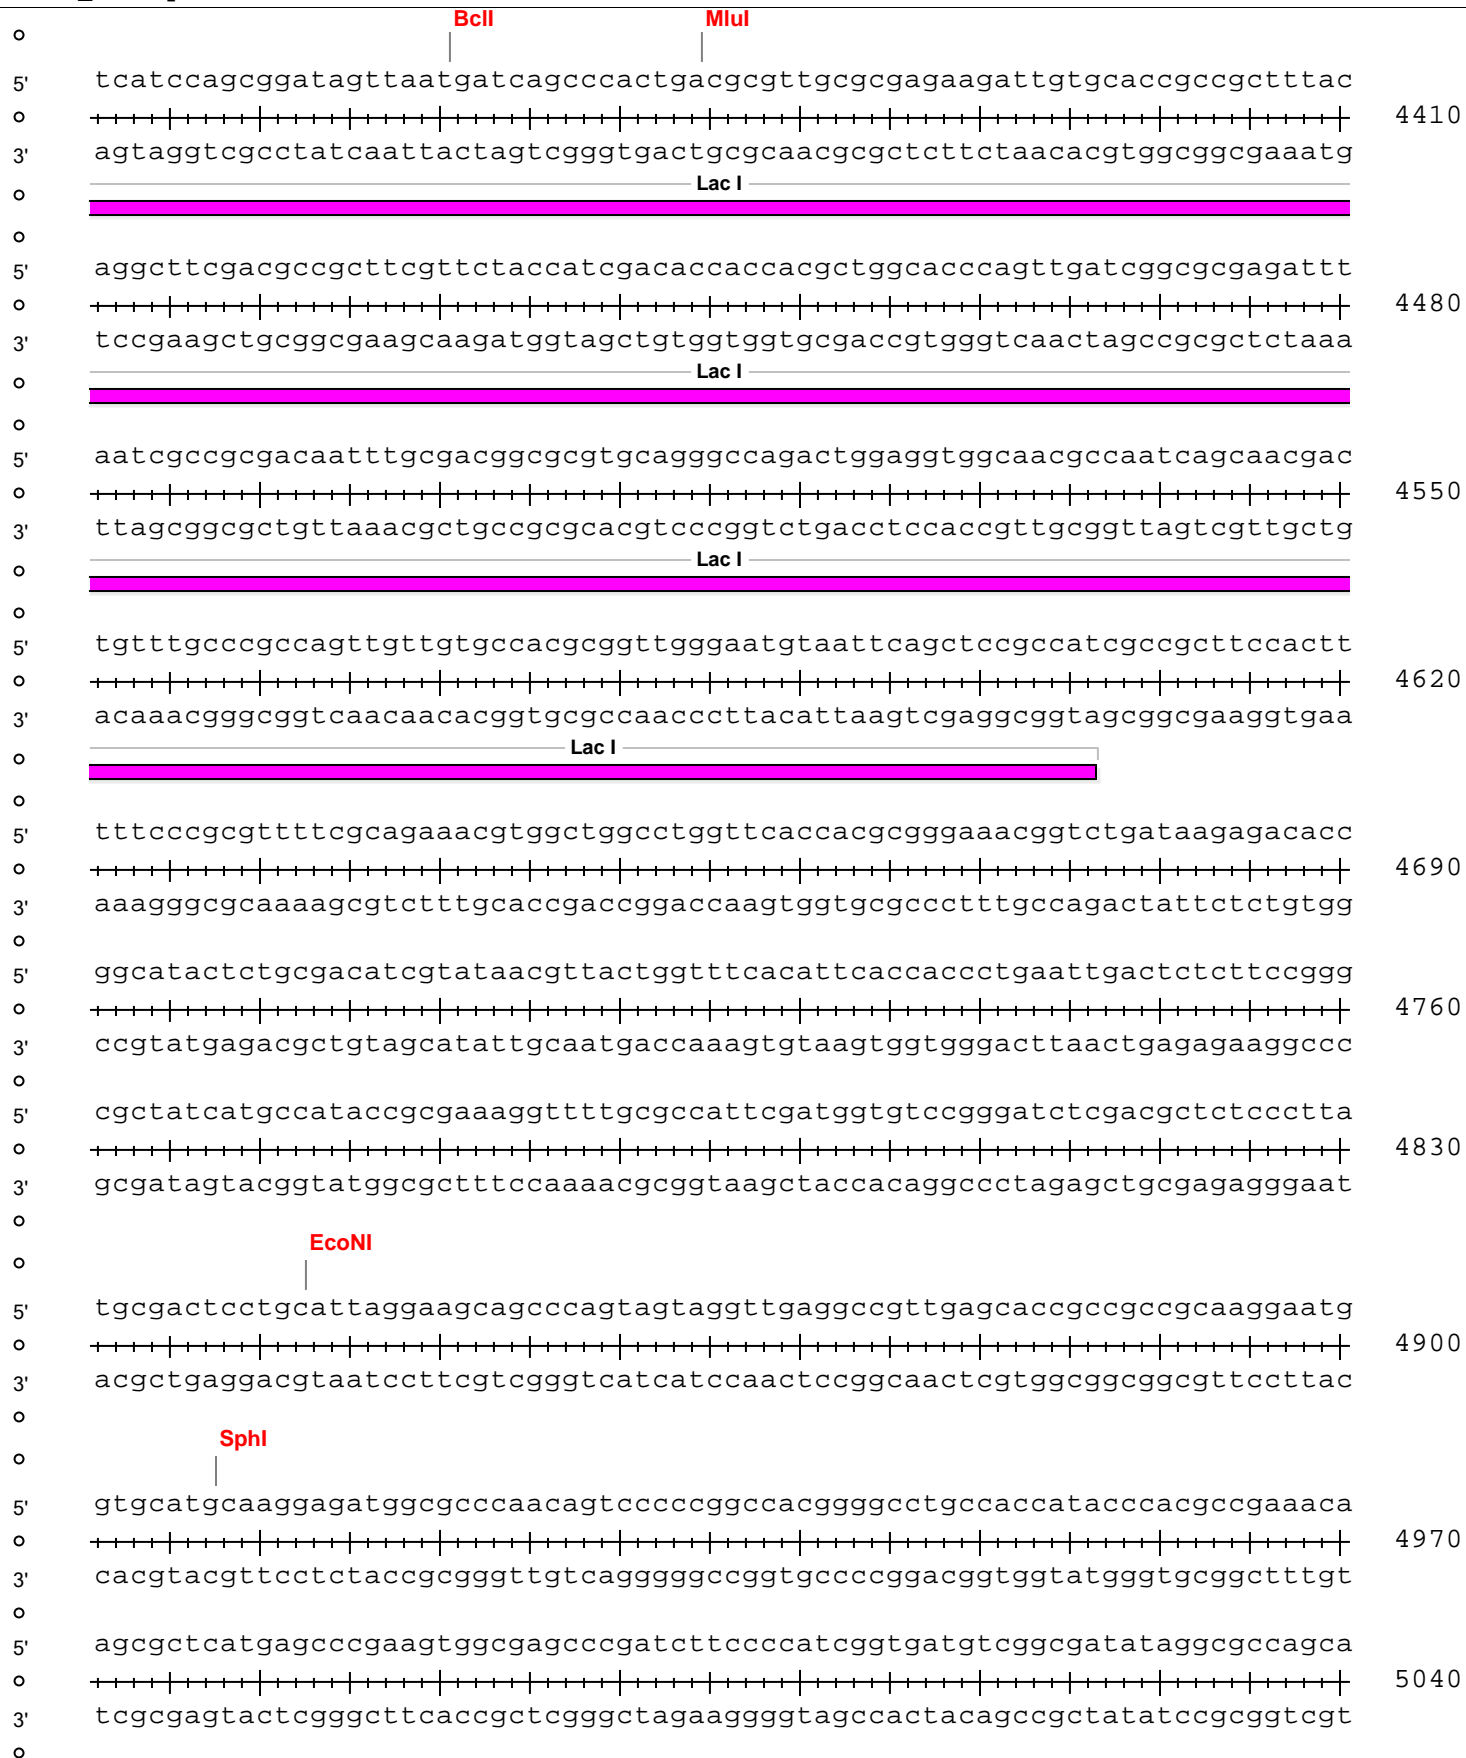 BclI MluI
5' tcatccagcggatagttaatgatcagcccactgacgcgttgcgcgagaagattgtgcaccgccgctttac
4410
3' agtaggtcgcctatcaattactagtcgggtgactgcgcaacgcgctcttctaacacgtggcggcgaaatg
Lac I
5' aggcttcgacgccgcttcgttctaccatcgacaccaccacgctggcacccagttgatcggcgcgagattt
4480
3' tccgaagctgcggcgaagcaagatggtagctgtggtggtgcgaccgtgggtcaactagccgcgctctaaa
Lac I
5' aatcgccgcgacaatttgcgacggcgcgtgcagggccagactggaggtggcaacgccaatcagcaacgac
4550
3' ttagcggcgctgttaaacgctgccgcgcacgtcccggtctgacctccaccgttgcggttagtcgttgctg
Lac I
5' tgtttgcccgccagttgttgtgccacgcggttgggaatgtaattcagctccgccatcgccgcttccactt
4620
3' acaaacgggcggtcaacaacacggtgcgccaacccttacattaagtcgaggcggtagcggcgaaggtgaa
Lac I
5' tttcccgcgttttcgcagaaacgtggctggcctggttcaccacgcgggaaacggtctgataagagacacc
4690
3' aaagggcgcaaaagcgtctttgcaccgaccggaccaagtggtgcgccctttgccagactattctctgtgg
5' ggcatactctgcgacatcgtataacgttactggtttcacattcaccaccctgaattgactctcttccggg
4760
3' ccgtatgagacgctgtagcatattgcaatgaccaaagtgtaagtggtgggacttaactgagagaaggccc
5' cgctatcatgccataccgcgaaaggttttgcgccattcgatggtgtccgggatctcgacgctctccctta
4830
3' gcgatagtacggtatggcgctttccaaaacgcggtaagctaccacaggccctagagctgcgagagggaat
EcoNI
5' tgcgactcctgcattaggaagcagcccagtagtaggttgaggccgttgagcaccgccgccgcaaggaatg
4900
3' acgctgaggacgtaatccttcgtcgggtcatcatccaactccggcaactcgtggcggcggcgttccttac
SphI
5' gtgcatgcaaggagatggcgcccaacagtcccccggccacggggcctgccaccatacccacgccgaaaca
4970
3' cacgtacgttcctctaccgcgggttgtcagggggccggtgccccggacggtggtatgggtgcggctttgt
5' agcgctcatgagcccgaagtggcgagcccgatcttccccatcggtgatgtcggcgatataggcgccagca
5040
3' tcgcgagtactcgggcttcaccgctcgggctagaaggggtagccactacagccgctatatccgcggtcgt